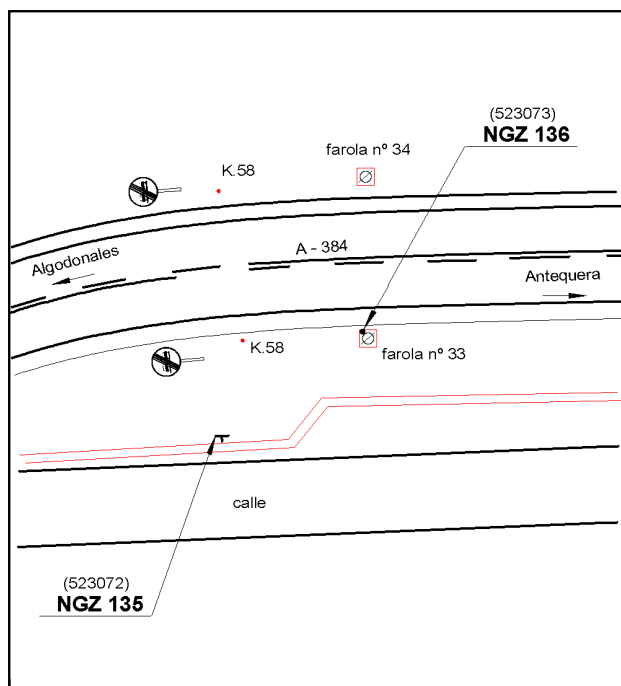 (523073)
NGZ 136
farola nº 34
K.58
A - 384
Algodonales
Antequera
K.58
farola nº 33
calle
(523072)
NGZ 135